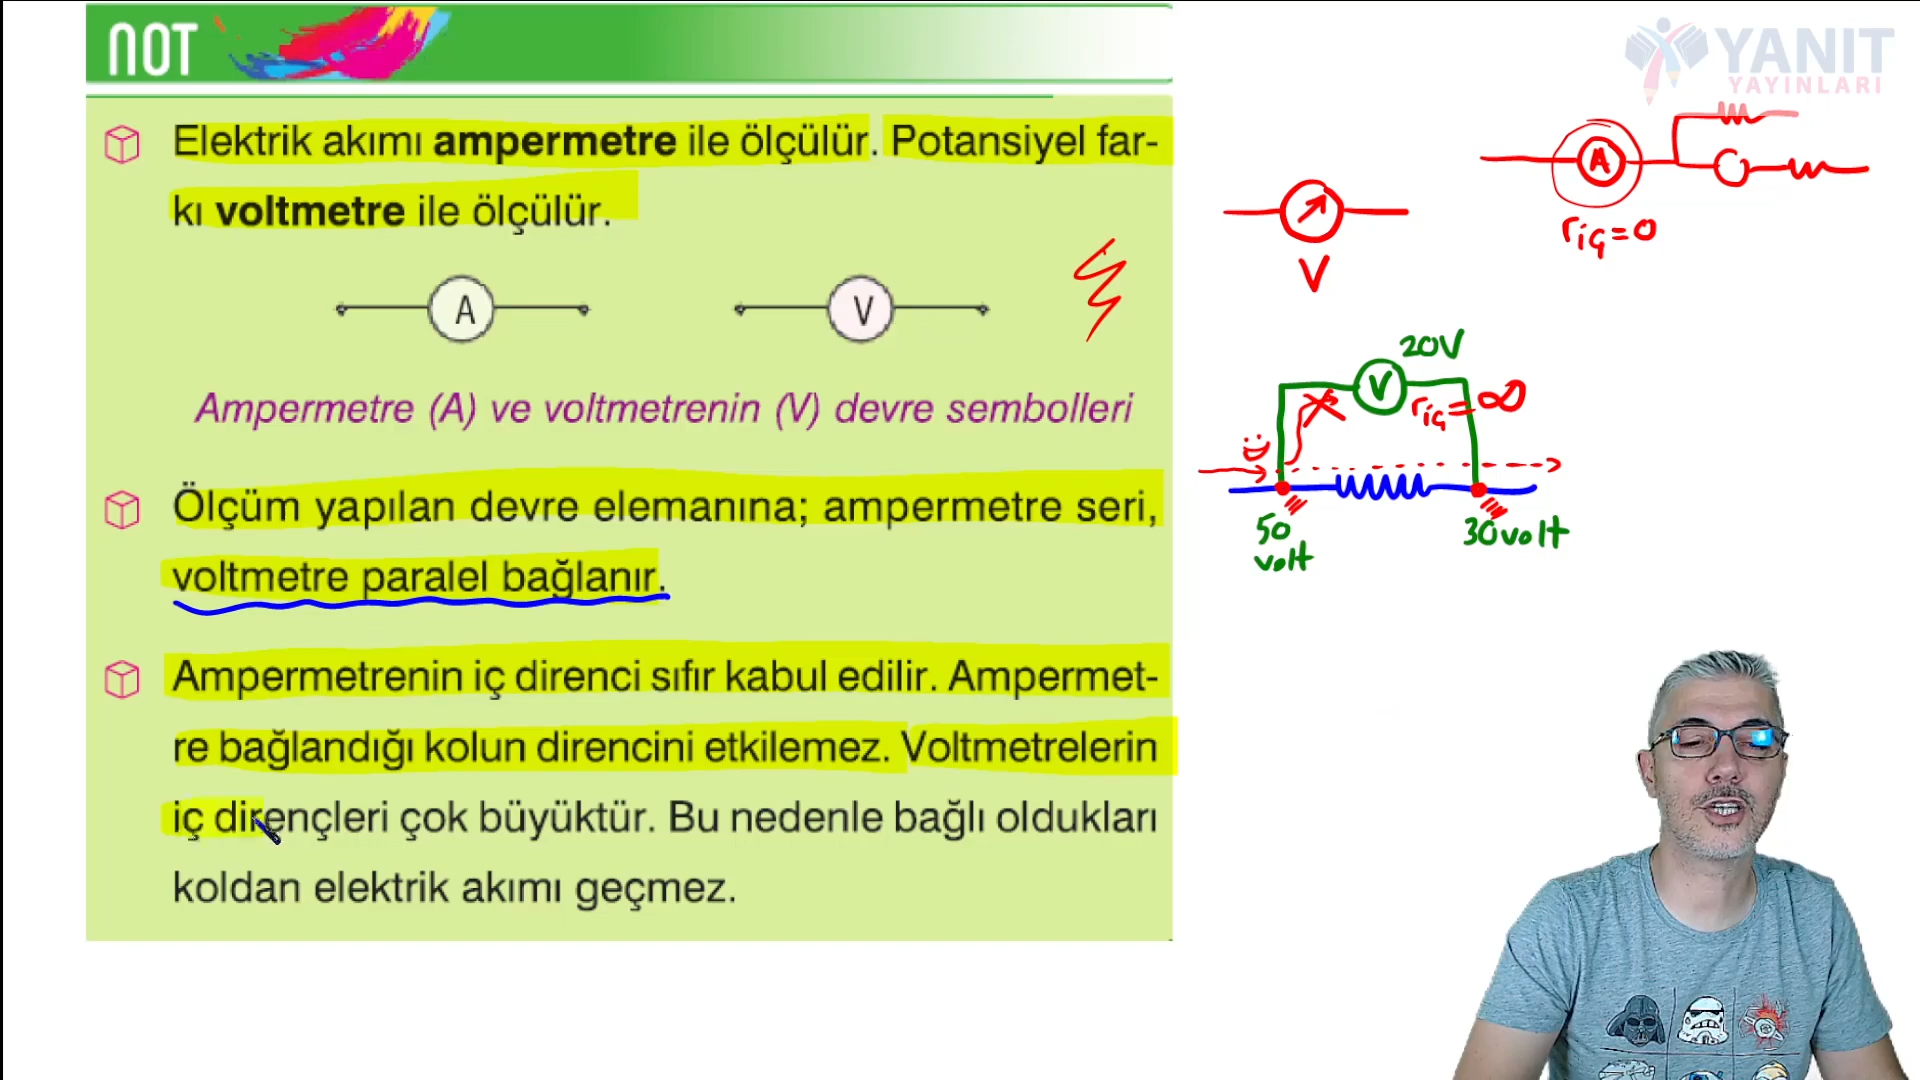 NOT
YANIT
YAYINLARI
Elektrik akımı ampermetre ile ölçülür. Potansiyel far-
kı voltmetre ile ölçülür.
A
V
Ampermetre (A) ve voltmetrenin (V) devre sembolleri
Ölçüm yapılan devre elemanına; ampermetre seri,
voltmetre paralel bağlanır.
Ampermetrenin iç direnci sıfır kabul edilir. Ampermet-
re bağlandığı kolun direncini etkilemez. Voltmetrelerin
iç dirençleri çok büyüktür. Bu nedenle bağlı oldukları
koldan elektrik akımı geçmez.
A
riç=0
V
20V
V
riç=∞
50
volt
30volt